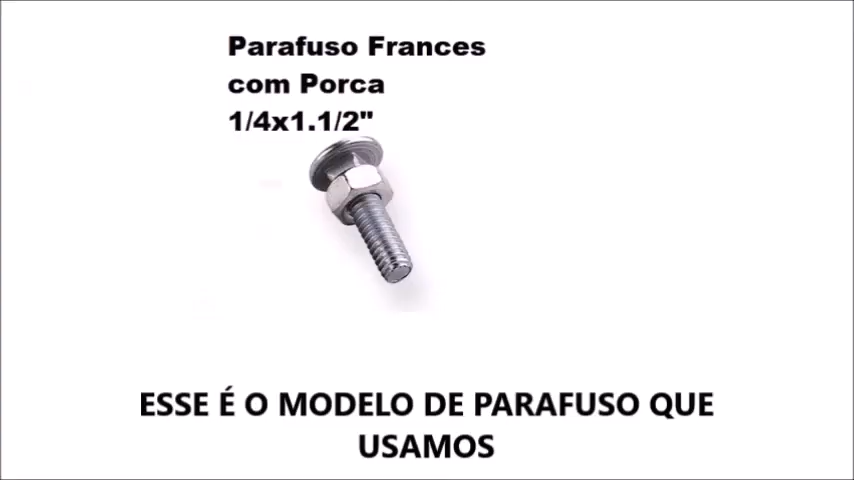 Parafuso Frances
com Porca
1/4x1.1/2"
ESSE É O MODELO DE PARAFUSO QUE
USAMOS